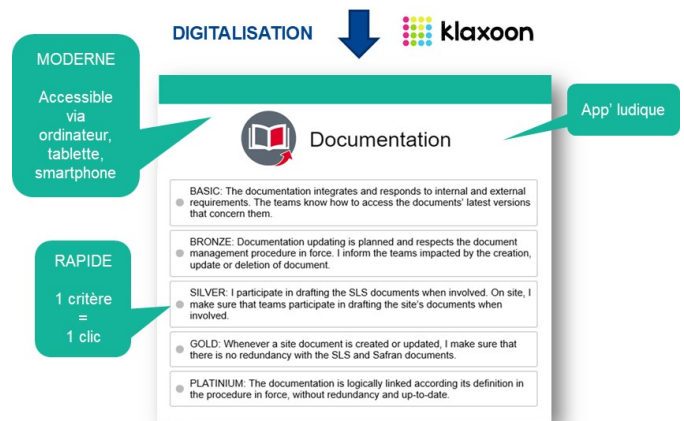 DIGITALISATION
klaxoon
MODERNE
Accessible
via
ordinateur,
tablette,
smartphone
App' ludique
Documentation
BASIC: The documentation integrates and responds to internal and external
requirements. The teams know how to access the documents' latest versions
that concern them.
BRONZE: Documentation updating is planned and respects the document
management procedure in force. I inform the teams impacted by the creation,
update or deletion of document.
RAPIDE
1 critère
=
1 clic
SILVER: I participate in drafting the SLS documents when involved. On site, I
make sure that teams participate in drafting the site's documents when
involved.
GOLD: Whenever a site document is created or updated, I make sure that
there is no redundancy with the SLS and Safran documents.
PLATINIUM: The documentation is logically linked according its definition in
the procedure in force, without redundancy and up-to-date.